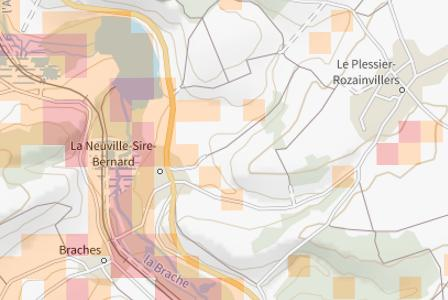 l'A
Le Plessier-
Rozainvillers
La Neuville-Sire-
Bernard
Braches
la Brache